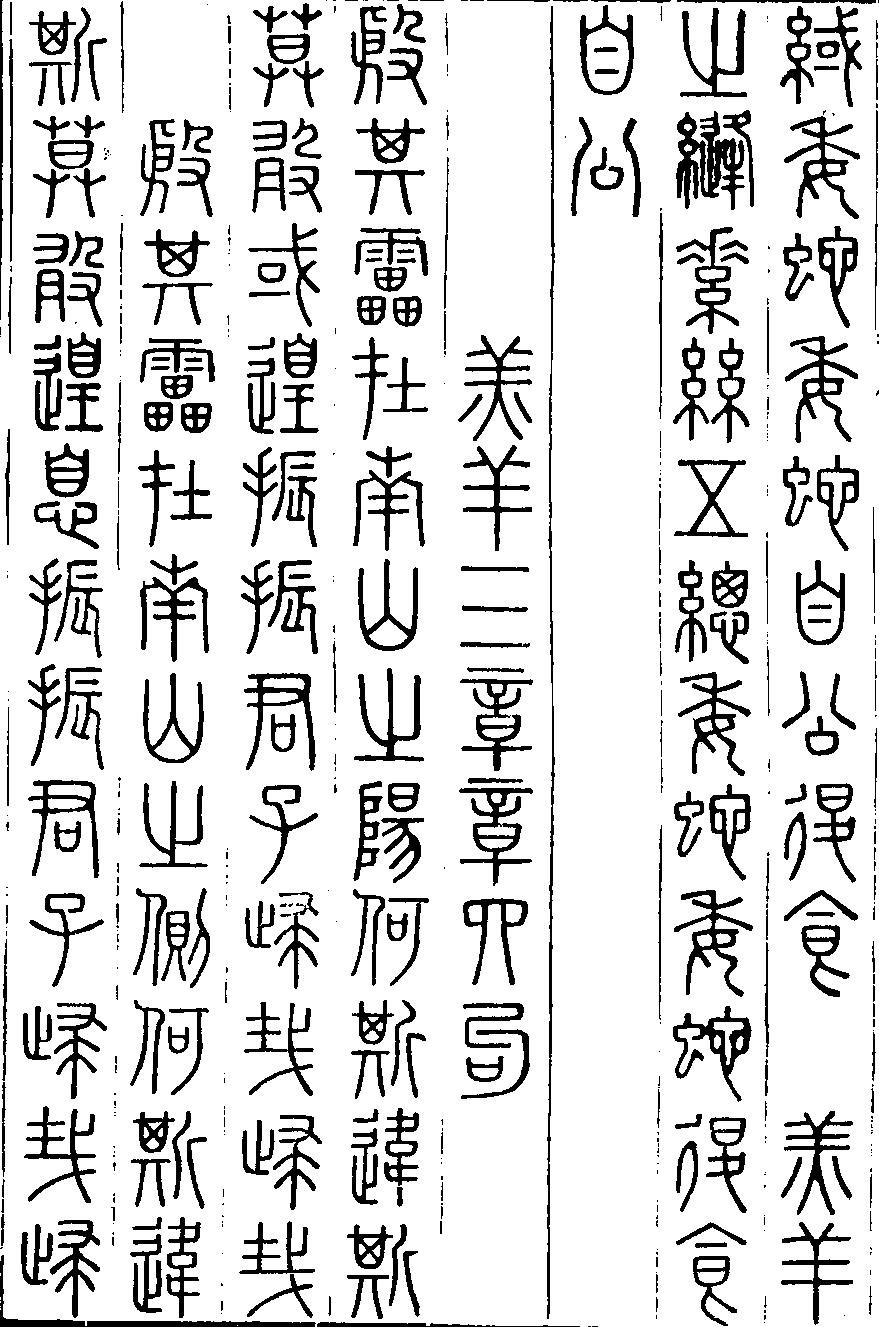 緎委蛇委蛇自公退食　羔羊
之縫素絲五總委蛇委蛇退食
自公
羔羊三章章四句
殷其靁在南山之陽何斯違斯
莫敢或遑振振君子歸哉歸哉
殷其靁在南山之側何斯違
斯莫敢遑息振振君子歸哉歸